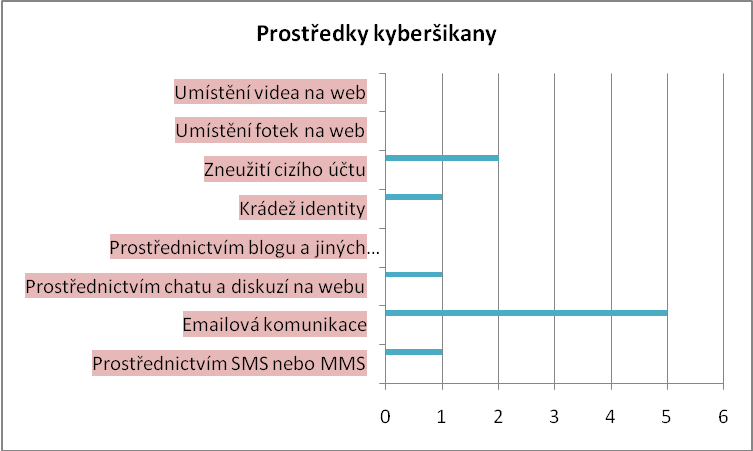 Prostředky kyberšikany
Umístění videa na web
Umístění fotek na web
Zneužití cizího účtu
Krádež identity
Prostřednictvím blogu a jiných...
Prostřednictvím chatu a diskuzí na webu
Emailová komunikace
Prostřednictvím SMS nebo MMS
0 1 2 3 4 5 6